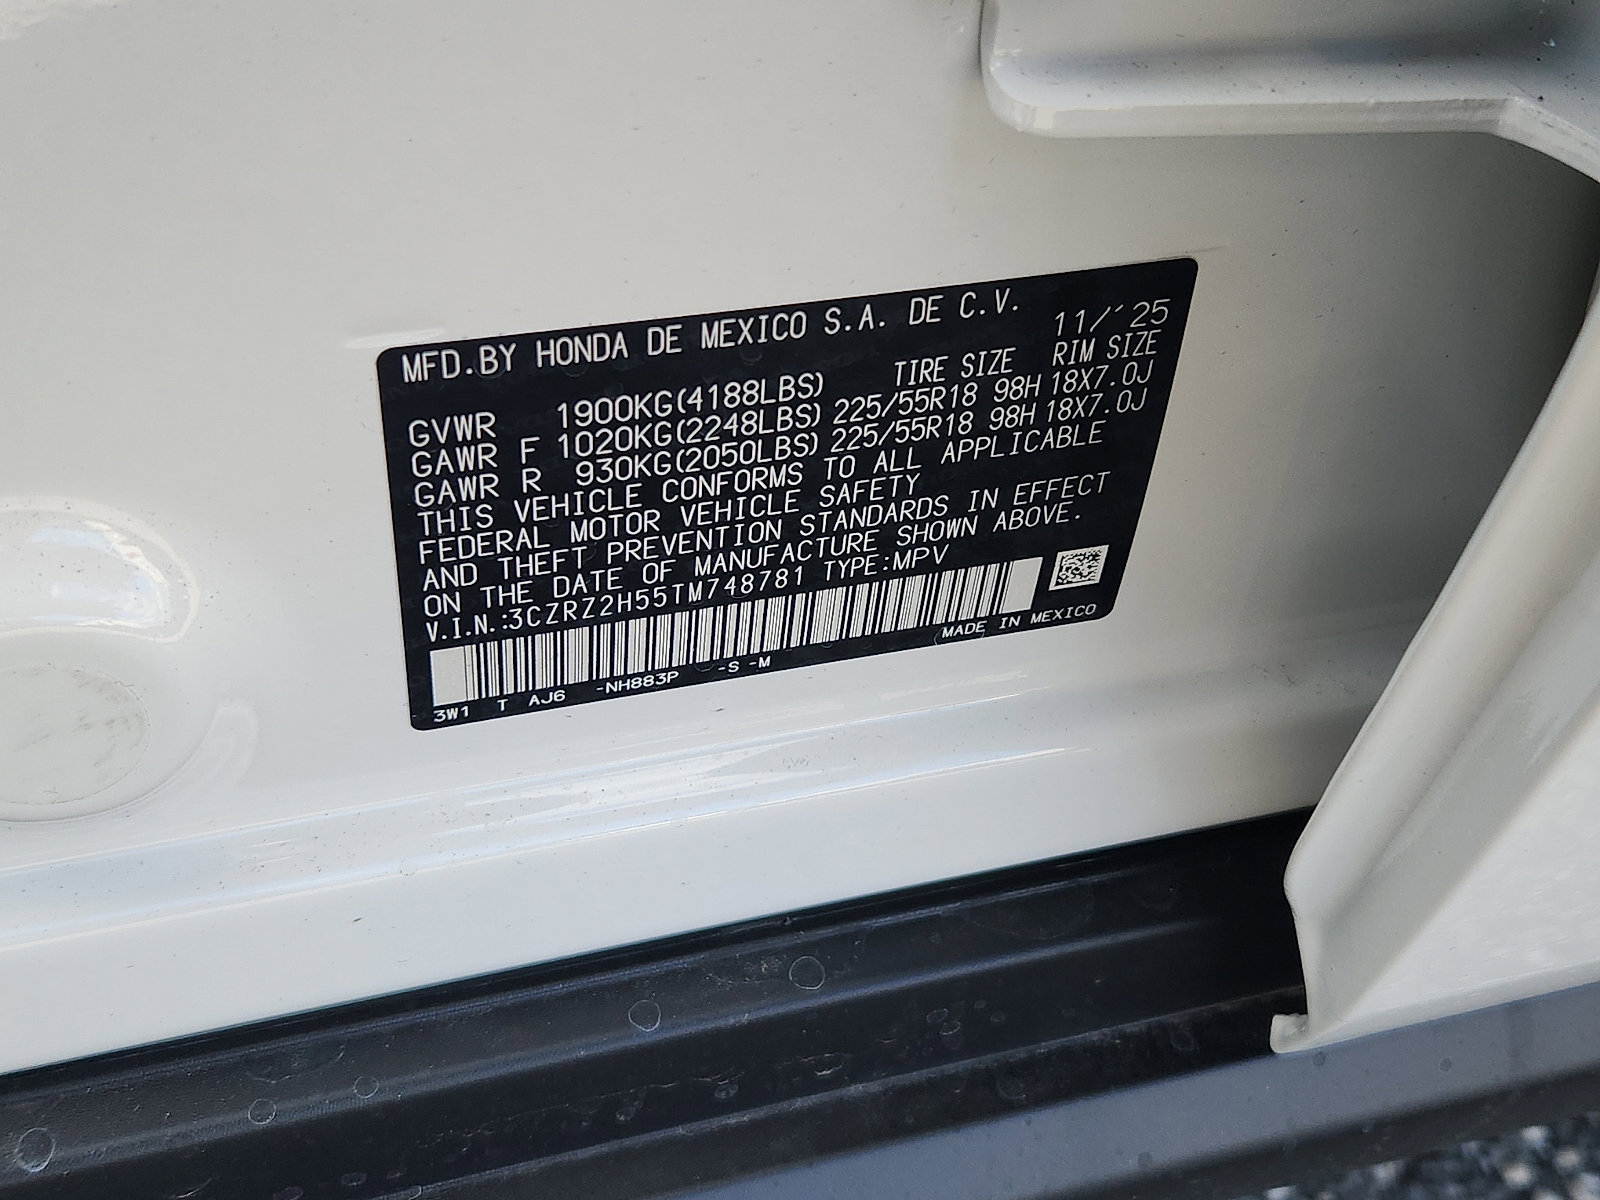 MFD.BY HONDA DE MEXICO S.A. DE C.V. 11/'25
TIRE SIZE RIM SIZE
GVWR 1900KG(4188LBS)
GAWR F 1020KG(2248LBS) 225/55R18 98H 18X7.0J
GAWR R 930KG(2050LBS) 225/55R18 98H 18X7.0J
THIS VEHICLE CONFORMS TO ALL APPLICABLE
FEDERAL MOTOR VEHICLE SAFETY
AND THEFT PREVENTION STANDARDS IN EFFECT
ON THE DATE OF MANUFACTURE SHOWN ABOVE.
V.I.N.:3CZRZ2H55TM748781 TYPE:MPV
MADE IN MEXICO
3W1 T AJ6 -NH883P -S -M